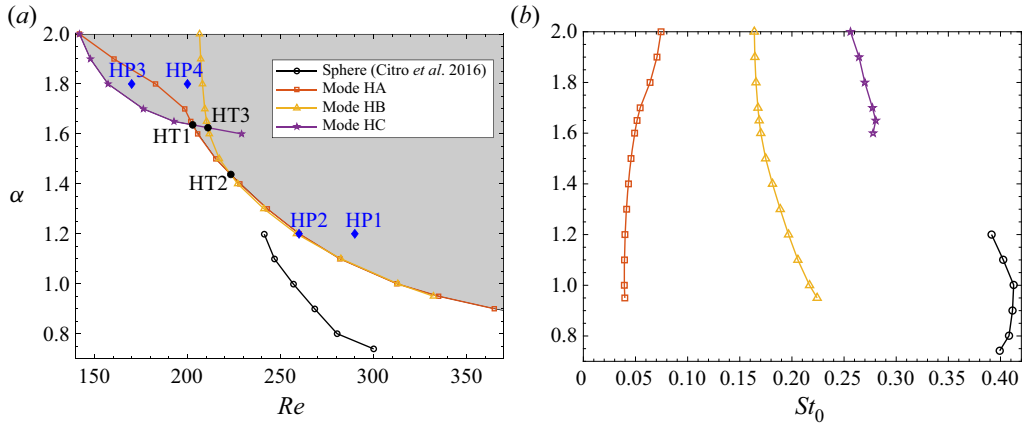 (a)
2.0
1.8
1.6
1.4
1.2
1.0
0.8
α
HP3 HP4
Sphere (Citro et al. 2016)
Mode HA
Mode HB
Mode HC
HT3
HT1
HT2
HP2 HP1
150 200 250 300 350
Re
(b)
2.0
1.8
1.6
1.4
1.2
1.0
0.8
0 0.05 0.10 0.15 0.20 0.25 0.30 0.35 0.40
St0